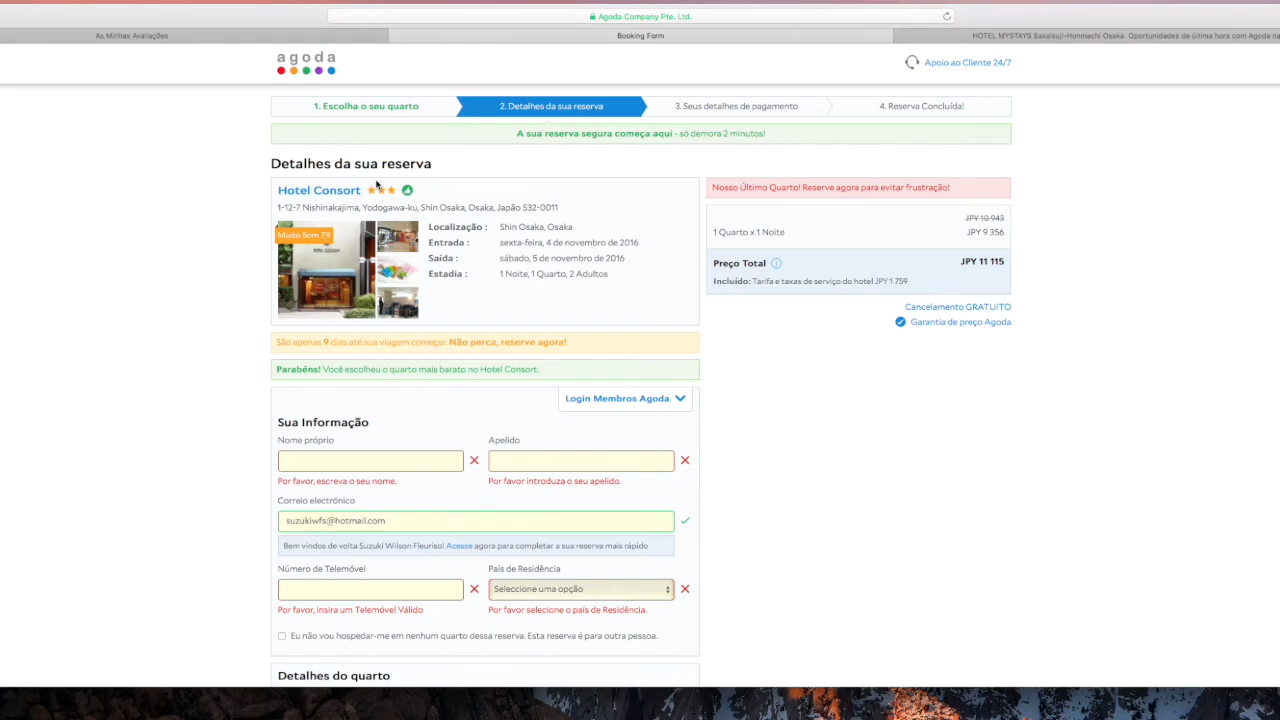 Agoda Company Pte. Ltd.
As Minhas Avaliações
Booking Form
HOTEL MYSTAYS Sakaisuji-Honmachi Osaka. Oportunidades de última hora com Agoda na
agoda
Apoio ao Cliente 24/7
1. Escolha o seu quarto
2. Detalhes da sua reserva
3. Seus detalhes de pagamento
4. Reserva Concluída!
A sua reserva segura começa aqui - só demora 2 minutos!
Detalhes da sua reserva
Hotel Consort
1-12-7 Nishinakajima, Yodogawa-ku, Shin Osaka, Osaka, Japão 532-0011
Muito Bom 7,9
Localização : Shin Osaka, Osaka
Entrada : sexta-feira, 4 de novembro de 2016
Saída : sábado, 5 de novembro de 2016
Estadia : 1 Noite, 1 Quarto, 2 Adultos
Nosso Último Quarto! Reserve agora para evitar frustração!
JPY 10 943
1 Quarto x 1 Noite JPY 9 356
Preço Total JPY 11 115
Incluído: Tarifa e taxas de serviço do hotel JPY 1 759
Cancelamento GRATUITO
Garantia de preço Agoda
São apenas 9 dias até sua viagem começar. Não perca, reserve agora!
Parabéns! Você escolheu o quarto mais barato no Hotel Consort.
Login Membros Agoda
Sua Informação
Nome próprio Apelido
Por favor, escreva o seu nome. Por favor introduza o seu apelido.
Correio electrónico
suzukiwfs@hotmail.com
Bem vindos de volta Suzuki Wilson Fleuriso! Acesse agora para completar a sua reserva mais rápido
Número de Telemóvel País de Residência
Seleccione uma opção
Por favor, insira um Telemóvel Válido Por favor selecione o país de Residência.
Eu não vou hospedar-me em nenhum quarto dessa reserva. Esta reserva é para outra pessoa.
Detalhes do quarto